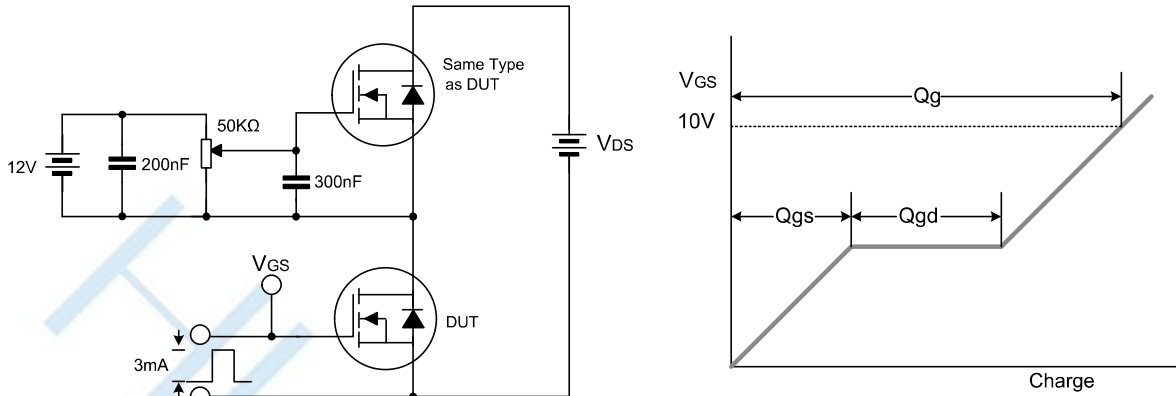 Same Type
as DUT
50KΩ
12V
200nF
300nF
VDS
VGS
DUT
3mA
VGS
Qg
10V
Qgs
Qgd
Charge